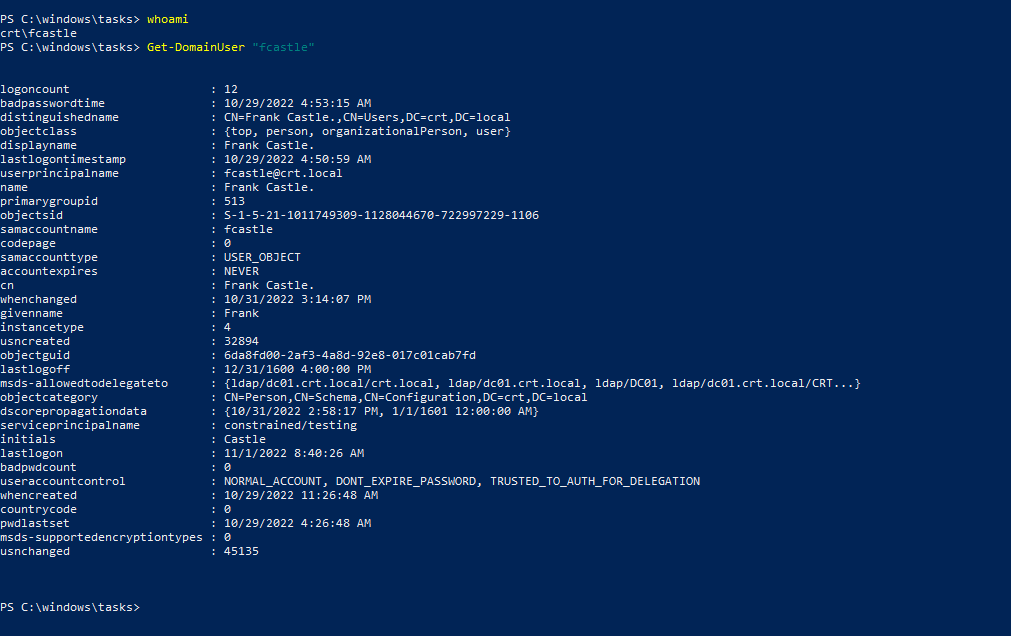 PS C:\windows\tasks> whoami
crt\fcastle
PS C:\windows\tasks> Get-DomainUser "fcastle"
logoncount : 12
badpasswordtime : 10/29/2022 4:53:15 AM
distinguishedname : CN=Frank Castle.,CN=Users,DC=crt,DC=local
objectclass : {top, person, organizationalPerson, user}
displayname : Frank Castle.
lastlogontimestamp : 10/29/2022 4:50:59 AM
userprincipalname : fcastle@crt.local
name : Frank Castle.
primarygroupid : 513
objectsid : S-1-5-21-1011749309-1128044670-722997229-1106
samaccountname : fcastle
codepage : 0
samaccounttype : USER_OBJECT
accountexpires : NEVER
cn : Frank Castle.
whenchanged : 10/31/2022 3:14:07 PM
givenname : Frank
instancetype : 4
usncreated : 32894
objectguid : 6da8fd00-2af3-4a8d-92e8-017c01cab7fd
lastlogoff : 12/31/1600 4:00:00 PM
msds-allowedtodelegateto : {ldap/dc01.crt.local/crt.local, ldap/dc01.crt.local, ldap/DC01, ldap/dc01.crt.local/CRT...}
objectcategory : CN=Person,CN=Schema,CN=Configuration,DC=crt,DC=local
dscorepropagationdata : {10/31/2022 2:58:17 PM, 1/1/1601 12:00:00 AM}
serviceprincipalname : constrained/testing
initials : Castle
lastlogon : 11/1/2022 8:40:26 AM
badpwdcount : 0
useraccountcontrol : NORMAL_ACCOUNT, DONT_EXPIRE_PASSWORD, TRUSTED_TO_AUTH_FOR_DELEGATION
whencreated : 10/29/2022 11:26:48 AM
countrycode : 0
pwdlastset : 10/29/2022 4:26:48 AM
msds-supportedencryptiontypes : 0
usnchanged : 45135
PS C:\windows\tasks>